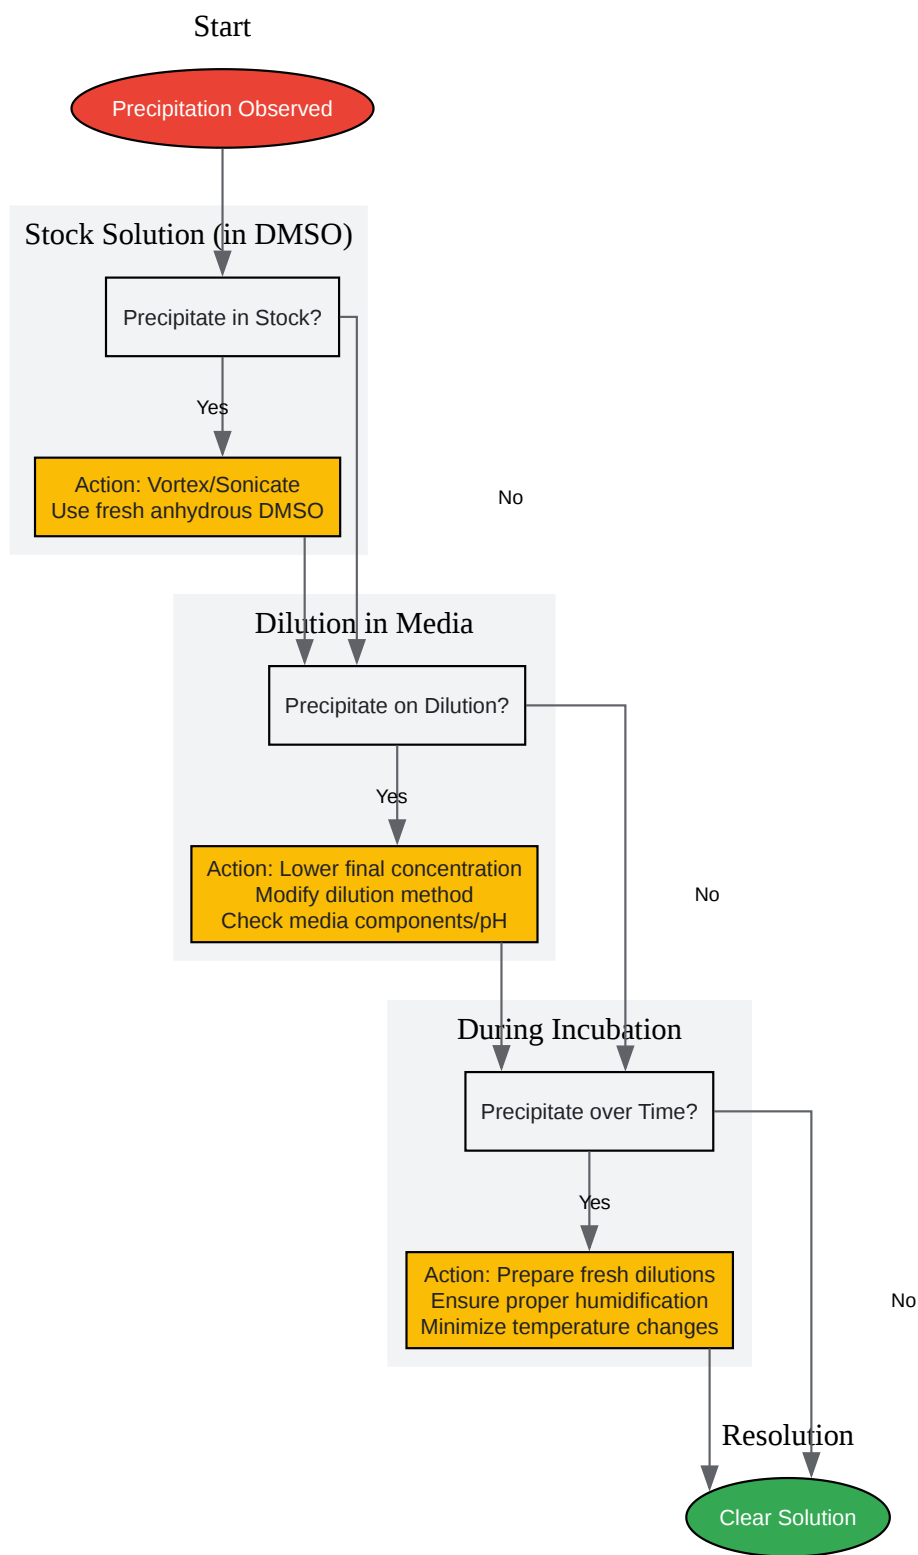 Start
Precipitation Observed
Stock Solution (in DMSO)
Precipitate in Stock?
Yes
Action: Vortex/Sonicate
Use fresh anhydrous DMSO
No
Dilution in Media
Precipitate on Dilution?
Yes
Action: Lower final concentration
Modify dilution method
Check media components/pH
No
During Incubation
Precipitate over Time?
Yes
Action: Prepare fresh dilutions
Ensure proper humidification
Minimize temperature changes
No
Resolution
Clear Solution